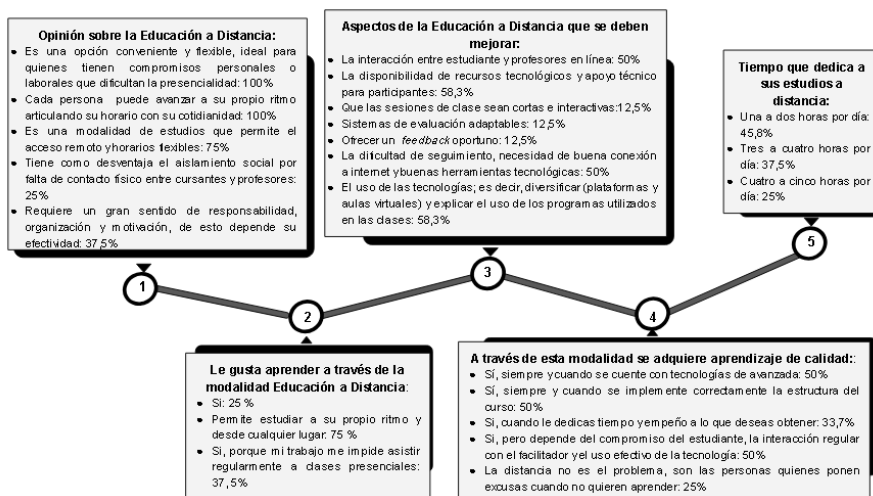 Opinión sobre la Educación a Distancia:
• Es una opción conveniente y flexible, ideal para
quienes tienen compromisos personales o
laborales que dificultan la presencialidad: 100%
• Cada persona puede avanzar a su propio ritmo
articulando su horario con su cotidianidad: 100%
• Es una modalidad de estudios que permite el
acceso remoto y horarios flexibles: 75%
• Tiene como desventaja el aislamiento social por
falta de contacto físico entre cursantes y profesores:
25%
• Requiere un gran sentido de responsabilidad,
organización y motivación, de esto depende su
efectividad: 37,5%
1
2
Le gusta aprender a través de la
modalidad Educación a Distancia:
• Si: 25 %
• Permite estudiar a su propio ritmo y
desde cualquier lugar: 75 %
• Si, porque mi trabajo me impide asistir
regularmente a clases presenciales:
37,5%
Aspectos de la Educación a Distancia que se deben
mejorar:
• La interacción entre estudiante y profesores en línea: 50%
• La disponibilidad de recursos tecnológicos y apoyo técnico
para participantes: 58,3%
• Que las sesiones de clase sean cortas e interactivas:12,5%
• Sistemas de evaluación adaptables: 12,5%
• Ofrecer un feedback oportuno: 12,5%
• La dificultad de seguimiento, necesidad de buena conexión
a internet y buenas herramientas tecnológicas: 50%
• El uso de las tecnologías; es decir, diversificar (plataformas y
aulas virtuales) y explicar el uso de los programas utilizados
en las clases: 58,3%
3
4
A través de esta modalidad se adquiere aprendizaje de calidad::
• Sí, siempre y cuando se cuente con tecnologías de avanzada: 50%
• Sí, siempre y cuando se implemente correctamente la estructura del
curso: 50%
• Si, cuando le dedicas tiempo y empeño a lo que deseas obtener: 33,7%
• Si, pero depende del compromiso del estudiante, la interacción regular
con el facilitador y el uso efectivo de la tecnología: 50%
• La distancia no es el problema, son las personas quienes ponen
excusas cuando no quieren aprender: 25%
Tiempo que dedica a
sus estudios a
distancia:
• Una a dos horas por día:
45,8%
• Tres a cuatro horas por
día: 37,5%
• Cuatro a cinco horas por
día: 25%
5